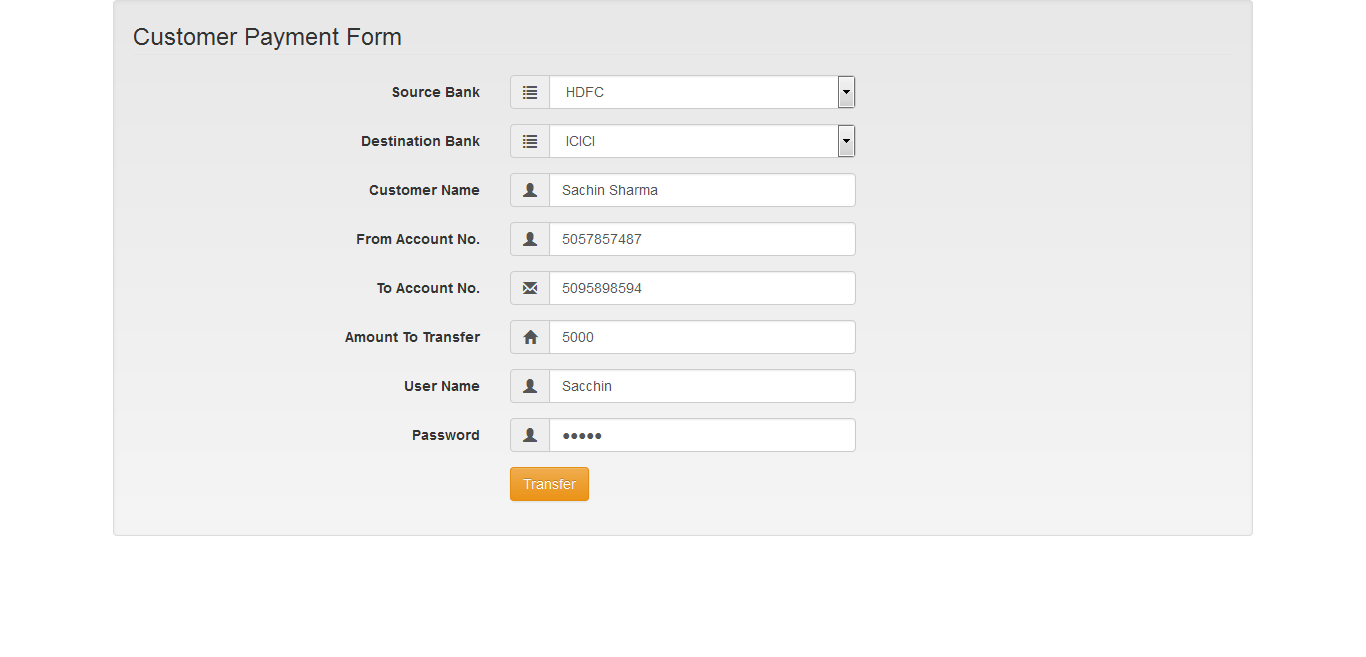 Customer Payment Form
Source Bank HDFC
Destination Bank ICICI
Customer Name Sachin Sharma
From Account No. 5057857487
To Account No. 5095898594
Amount To Transfer 5000
User Name Sacchin
Password •••••
Transfer